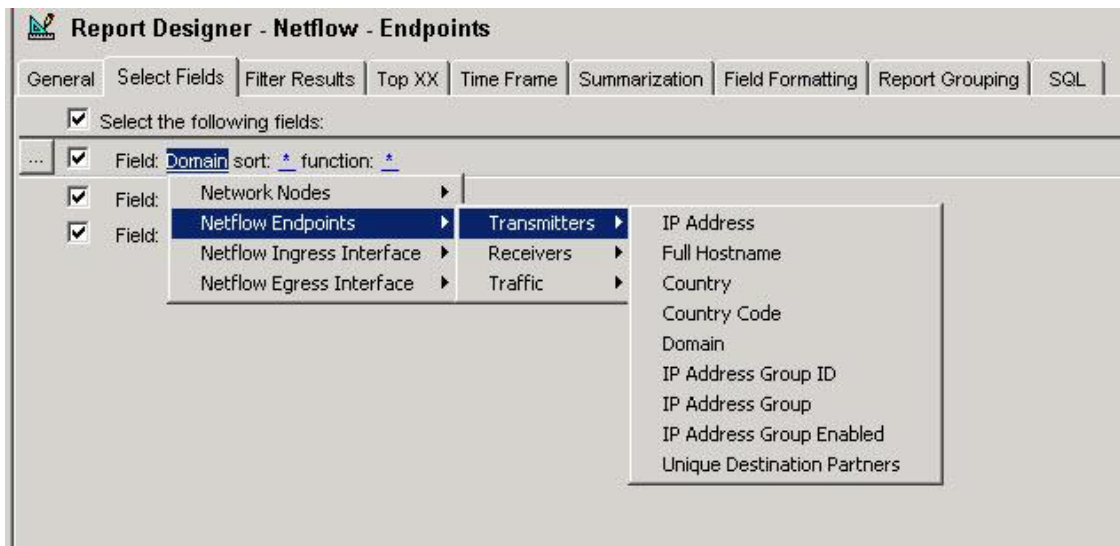 Report Designer - Netflow - Endpoints
General Select Fields Filter Results Top XX Time Frame Summarization Field Formatting Report Grouping SQL
Select the following fields:
... Field: Domain sort: * function: *
Field:
Field:
Network Nodes
Netflow Endpoints
Netflow Ingress Interface
Netflow Egress Interface
Transmitters
Receivers
Traffic
IP Address
Full Hostname
Country
Country Code
Domain
IP Address Group ID
IP Address Group
IP Address Group Enabled
Unique Destination Partners